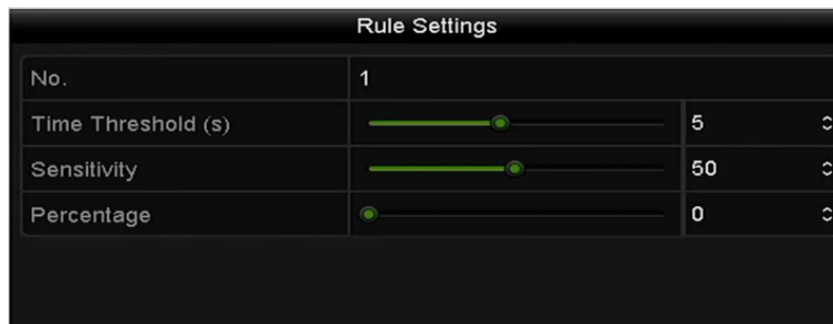 Rule Settings
No. 1
Time Threshold (s) 5
Sensitivity 50
Percentage 0